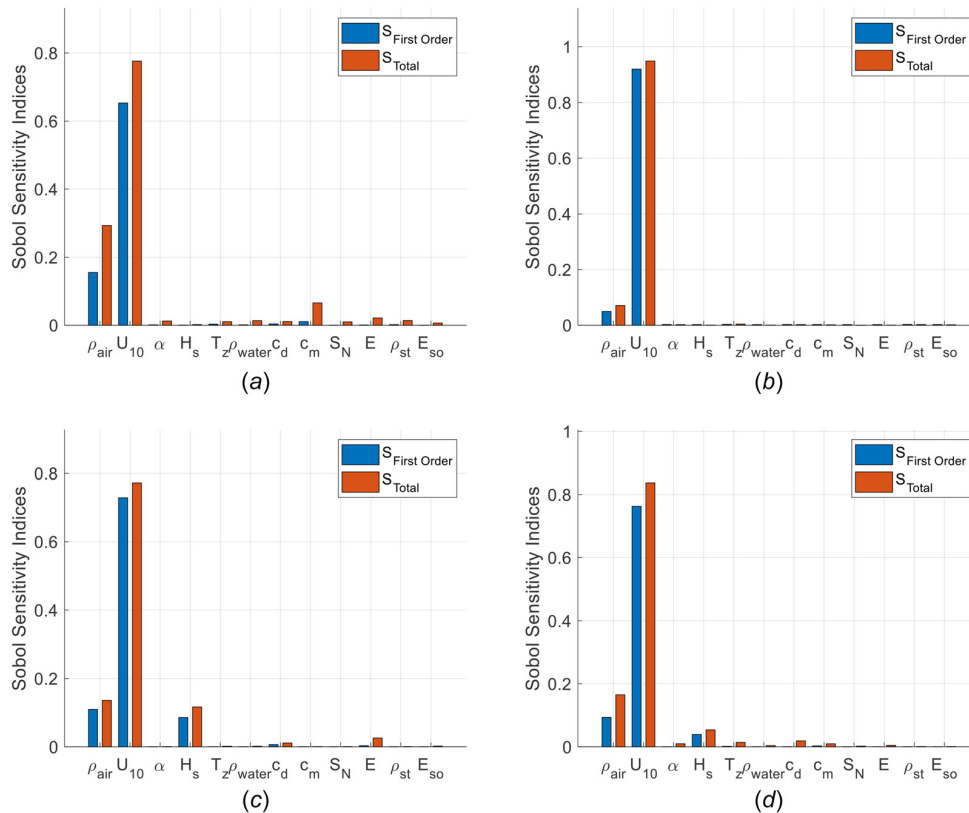 Sobol Sensitivity Indices
0.8
0.6
0.4
0.2
0
S First Order
S Total
ρair U10 α Hs Tz ρwater cd cm SN E ρst Eso
(a)
Sobol Sensitivity Indices
1
0.8
0.6
0.4
0.2
0
S First Order
S Total
ρair U10 α Hs Tz ρwater cd cm SN E ρst Eso
(b)
Sobol Sensitivity Indices
0.8
0.6
0.4
0.2
0
S First Order
S Total
ρair U10 α Hs Tz ρwater cd cm SN E ρst Eso
(c)
Sobol Sensitivity Indices
1
0.8
0.6
0.4
0.2
0
S First Order
S Total
ρair U10 α Hs Tz ρwater cd cm SN E ρst Eso
(d)